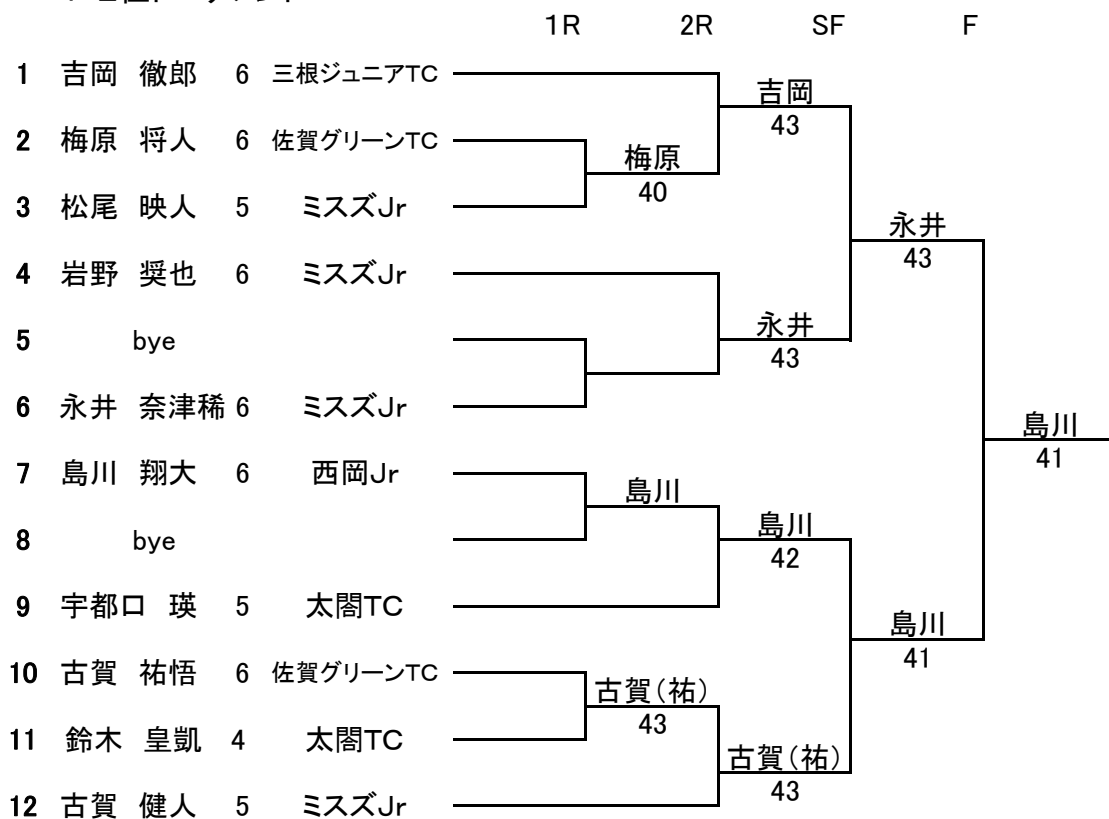 1R 2R SF F
1 吉岡 徹郎 6 三根ジュニアTC
吉岡
43
2 梅原 将人 6 佐賀グリーンTC
梅原
40
3 松尾 映人 5 ミスズJr
永井
43
4 岩野 奨也 6 ミスズJr
5 bye
永井
43
6 永井 奈津稀 6 ミスズJr
島川
41
7 島川 翔大 6 西岡Jr
島川
8 bye
島川
42
9 宇都口 瑛 5 太閤TC
島川
41
10 古賀 祐悟 6 佐賀グリーンTC
古賀(祐)
43
11 鈴木 皇凱 4 太閤TC
古賀(祐)
43
12 古賀 健人 5 ミスズJr